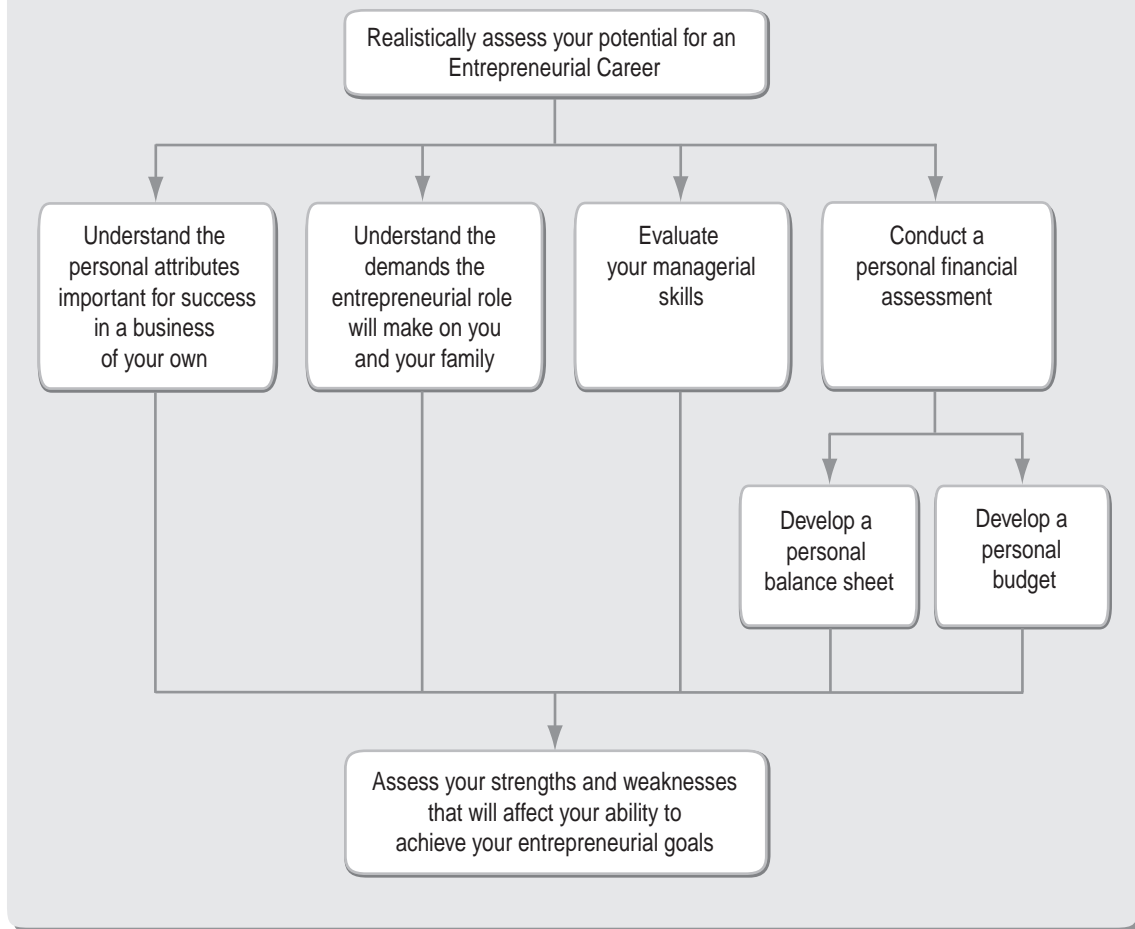 Realistically assess your potential for an
Entrepreneurial Career
Understand the
personal attributes
important for success
in a business
of your own
Understand the
demands the
entrepreneurial role
will make on you
and your family
Evaluate
your managerial
skills
Conduct a
personal financial
assessment
Develop a
personal
balance sheet
Develop a
personal
budget
Assess your strengths and weaknesses
that will affect your ability to
achieve your entrepreneurial goals